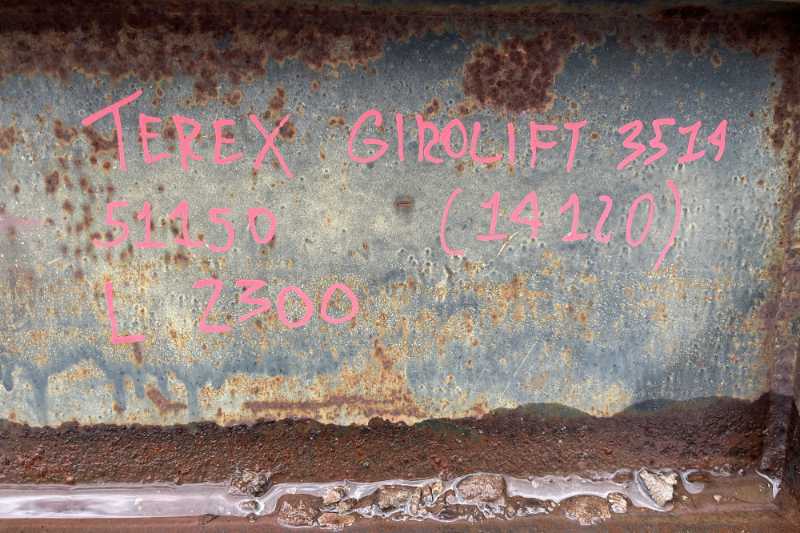 TEREX GIROLIFT 3514
51150 (14120)
L 2300